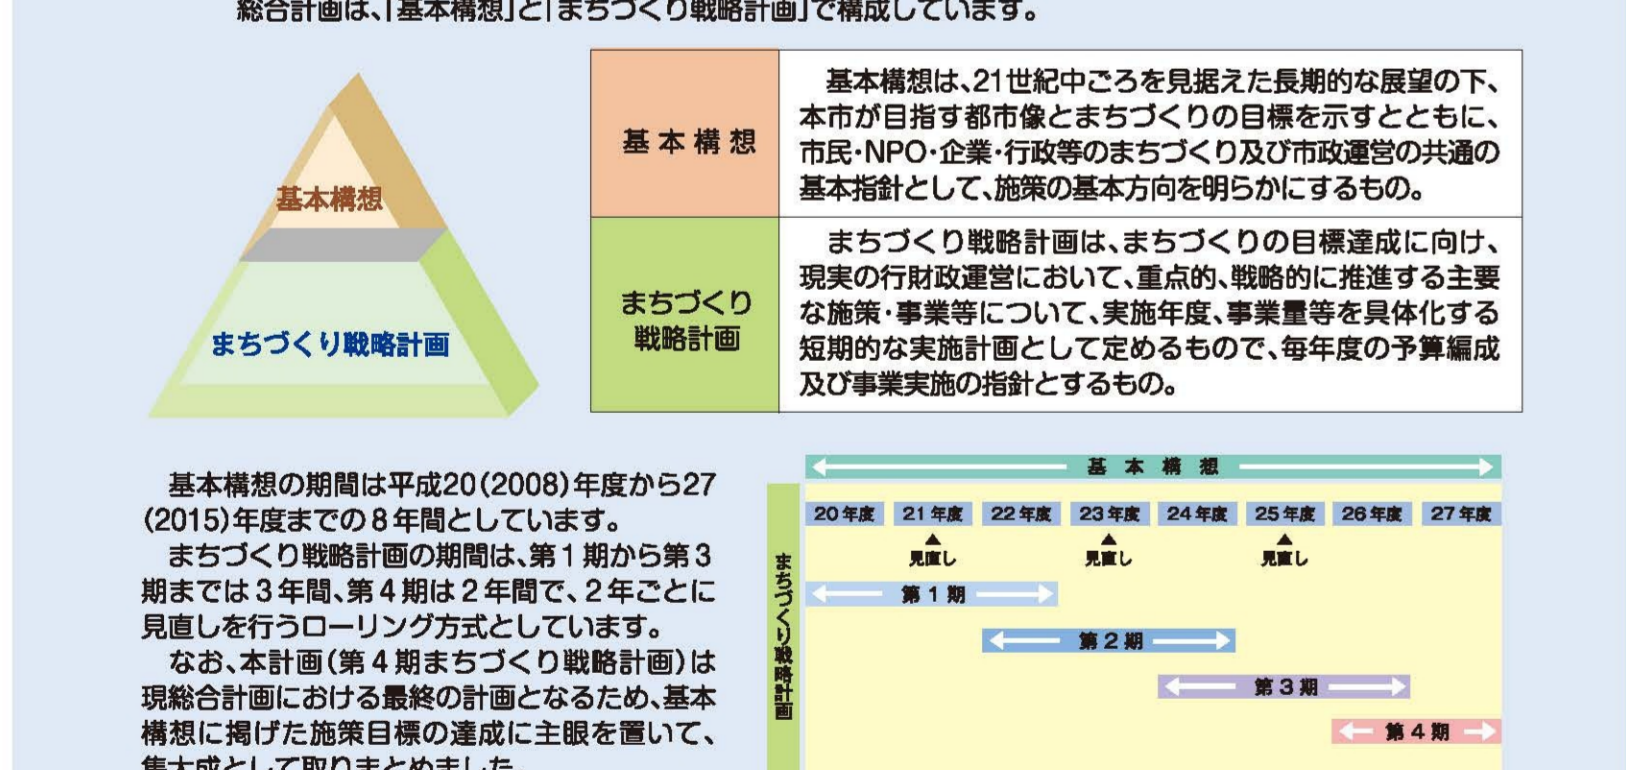 総合計画は、「基本構想」と「まちづくり戦略計画」で構成しています。
基本構想
まちづくり戦略計画
基本構想
基本構想は、21世紀中ごろを見据えた長期的な展望の下、
本市が目指す都市像とまちづくりの目標を示すとともに、
市民・NPO・企業・行政等のまちづくり及び市政運営の共通の
基本指針として、施策の基本方向を明らかにするもの。
まちづくり
戦略計画
まちづくり戦略計画は、まちづくりの目標達成に向け、
現実の行財政運営において、重点的、戦略的に推進する主要
な施策・事業等について、実施年度、事業量等を具体化する
短期的な実施計画として定めるもので、毎年度の予算編成
及び事業実施の指針とするもの。
基本構想の期間は平成20(2008)年度から27
(2015)年度までの8年間としています。
まちづくり戦略計画の期間は、第1期から第3
期までは3年間、第4期は2年間で、2年ごとに
見直しを行うローリング方式としています。
なお、本計画(第4期まちづくり戦略計画)は
現総合計画における最終の計画となるため、基本
構想に掲げた施策目標の達成に主眼を置いて、
集大成として取りまとめました。
基本構想
20年度 21年度 22年度 23年度 24年度 25年度 26年度 27年度
▲ ▲ ▲
見直し 見直し 見直し
まちづくり戦略計画
第1期
第2期
第3期
第4期